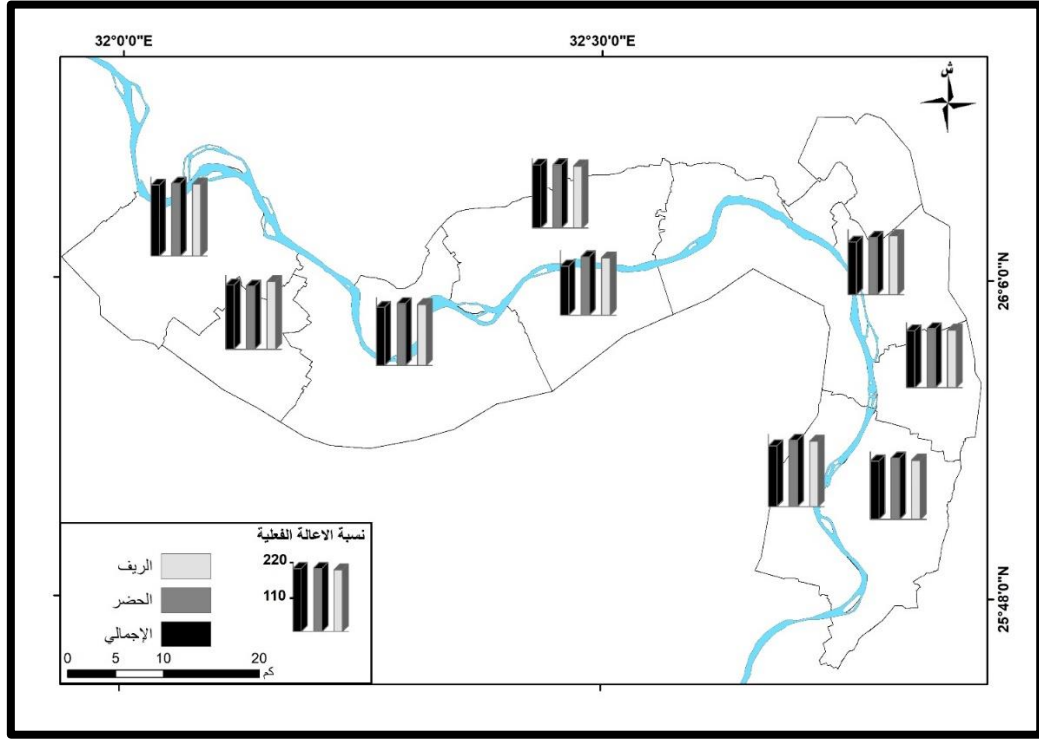 32°0'0"E
32°30'0"E
ش
26°6'0"N
25°48'0"N
نسبة الاعالة الفعلية
220
110
الريف
الحضر
الإجمالي
0 5 10 20
كم